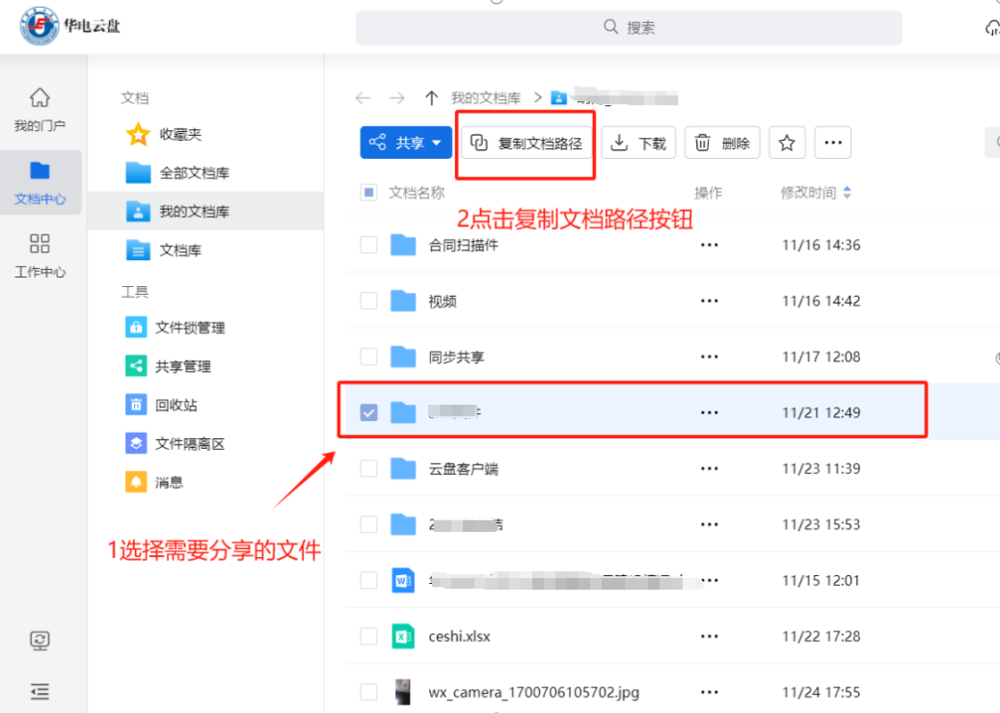 华电云盘
搜索
我的门户
文档中心
工作中心
文档
收藏夹
全部文档库
我的文档库
文档库
工具
文件锁管理
共享管理
回收站
文件隔离区
消息
1选择需要分享的文件
我的文档库
共享 复制文档路径 下载 删除
文档名称 操作 修改时间
2点击复制文档路径按钮
合同扫描件 11/16 14:36
视频 11/16 14:42
同步共享 11/17 12:08
11/21 12:49
云盘客户端 11/23 11:39
11/23 15:53
11/15 12:01
ceshi.xlsx 11/22 17:28
wx_camera_1700706105702.jpg 11/24 17:55